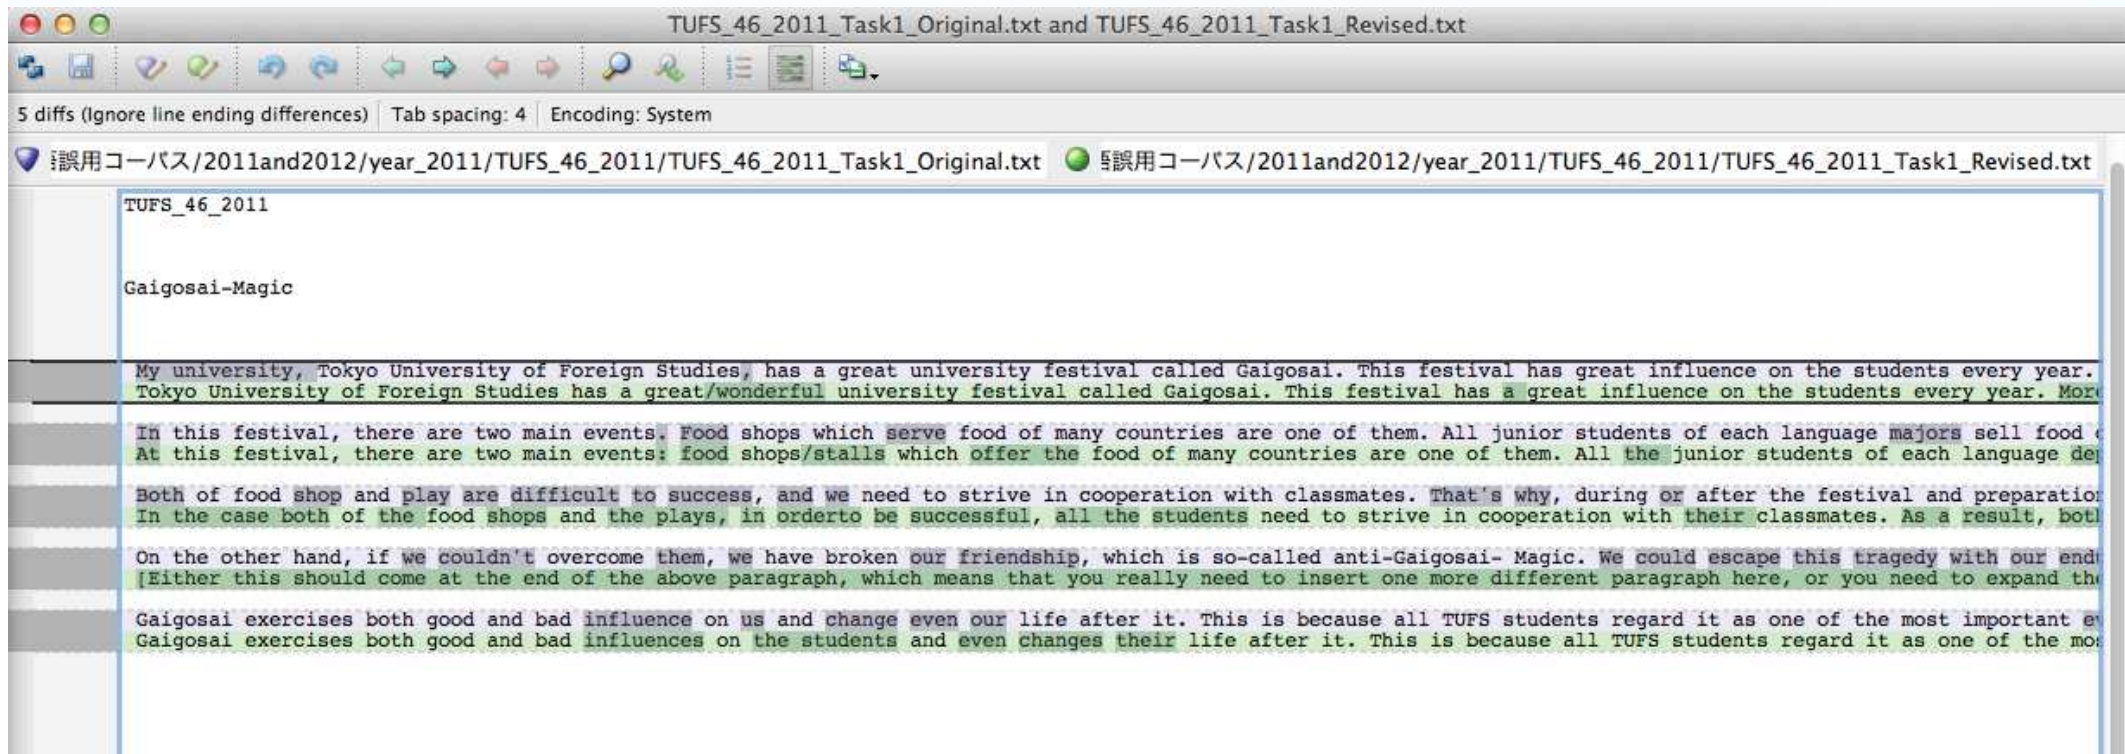 TUFS_46_2011_Task1_Original.txt and TUFS_46_2011_Task1_Revised.txt
5 diffs (Ignore line ending differences) Tab spacing: 4 Encoding: System
誤用コーパス/2011and2012/year_2011/TUFS_46_2011/TUFS_46_2011_Task1_Original.txt 誤用コーパス/2011and2012/year_2011/TUFS_46_2011/TUFS_46_2011_Task1_Revised.txt
TUFS_46_2011
Gaigosai-Magic
My university, Tokyo University of Foreign Studies, has a great university festival called Gaigosai. This festival has great influence on the students every year.
Tokyo University of Foreign Studies has a great/wonderful university festival called Gaigosai. This festival has a great influence on the students every year. More
In this festival, there are two main events. Food shops which serve food of many countries are one of them. All junior students of each language majors sell food
At this festival, there are two main events: food shops/stalls which offer the food of many countries are one of them. All the junior students of each language
Both of food shop and play are difficult to success, and we need to strive in cooperation with classmates. That's why, during or after the festival and preparation
In the case both of the food shops and the plays, in orderto be successful, all the students need to strive in cooperation with their classmates. As a result, both
On the other hand, if we couldn't overcome them, we have broken our friendship, which is so-called anti-Gaigosai- Magic. We could escape this tragedy with our
[Either this should come at the end of the above paragraph, which means that you really need to insert one more different paragraph here, or you need to expand
Gaigosai exercises both good and bad influence on us and change even our life after it. This is because all TUFS students regard it as one of the most important
Gaigosai exercises both good and bad influences on the students and even changes their life after it. This is because all TUFS students regard it as one of the